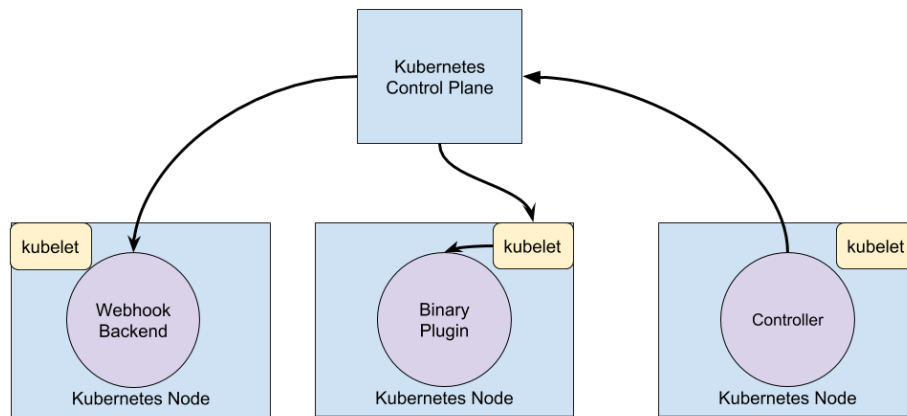 Kubernetes
Control Plane
kubelet
Webhook
Backend
Kubernetes Node
kubelet
Binary
Plugin
Kubernetes Node
kubelet
Controller
Kubernetes Node